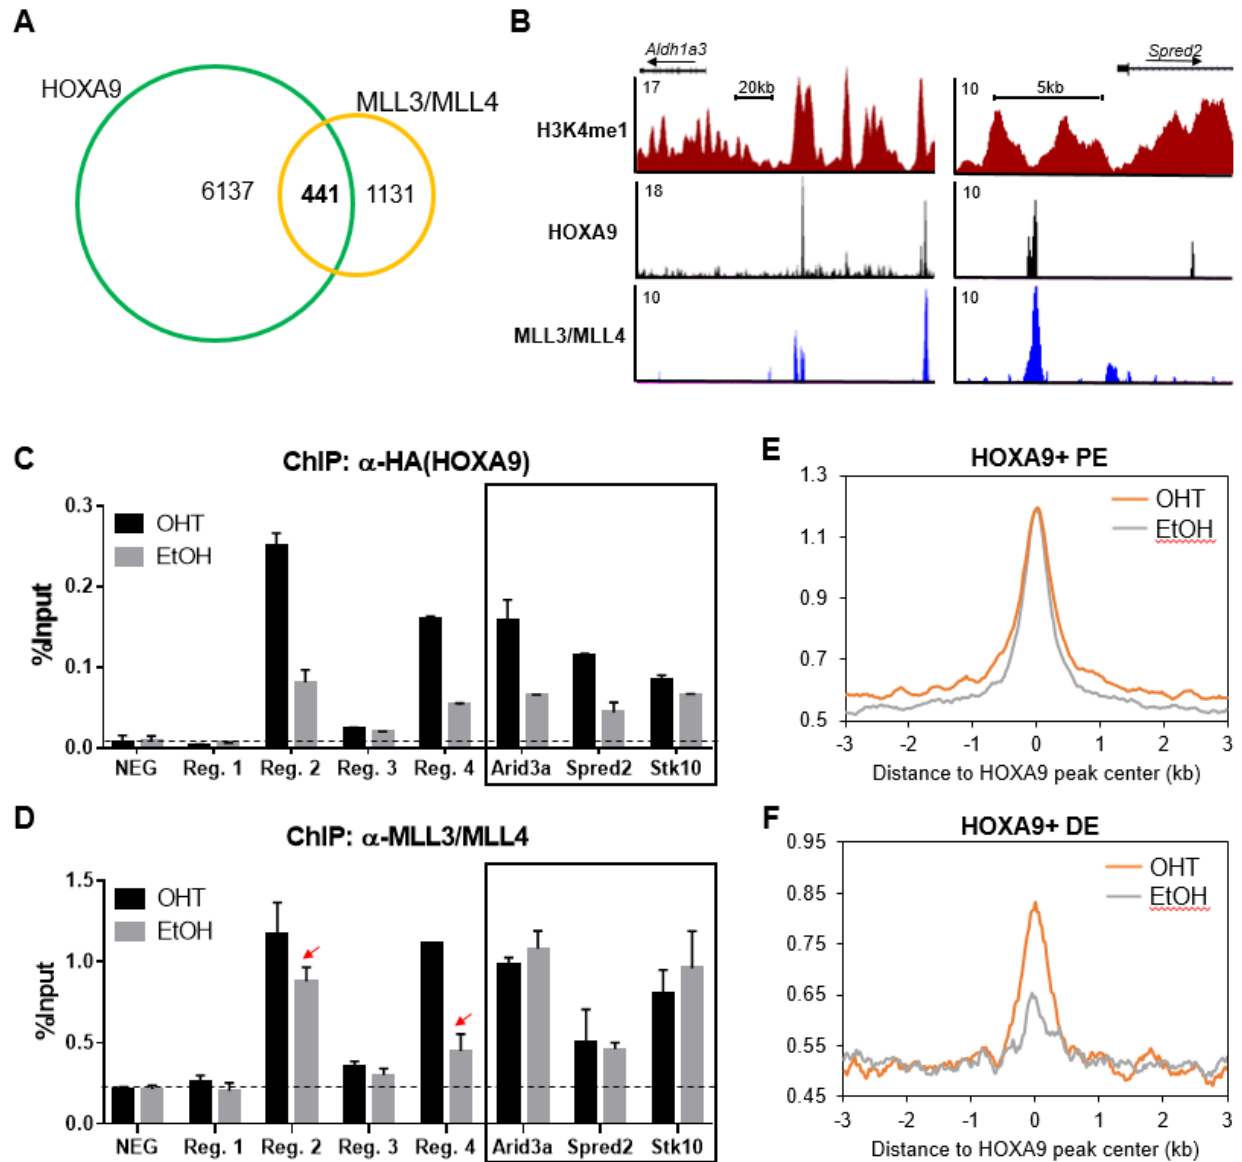 A
HOXA9
MLL3/MLL4
6137
441
1131
B
Aldh1a3
Spred2
17
20kb
10
5kb
H3K4me1
18
10
HOXA9
10
10
MLL3/MLL4
C
ChIP: α-HA(HOXA9)
OHT
EtOH
%Input
0.3
0.2
0.1
0.0
NEG Reg. 1 Reg. 2 Reg. 3 Reg. 4 Arid3a Spred2 Stk10
D
ChIP: α-MLL3/MLL4
OHT
EtOH
%Input
1.5
1.0
0.5
0.0
NEG Reg. 1 Reg. 2 Reg. 3 Reg. 4 Arid3a Spred2 Stk10
E
HOXA9+ PE
OHT
EtOH
1.3
1.1
0.9
0.7
0.5
-3 -2 -1 0 1 2 3
Distance to HOXA9 peak center (kb)
F
HOXA9+ DE
OHT
EtOH
0.95
0.85
0.75
0.65
0.55
0.45
-3 -2 -1 0 1 2 3
Distance to HOXA9 peak center (kb)